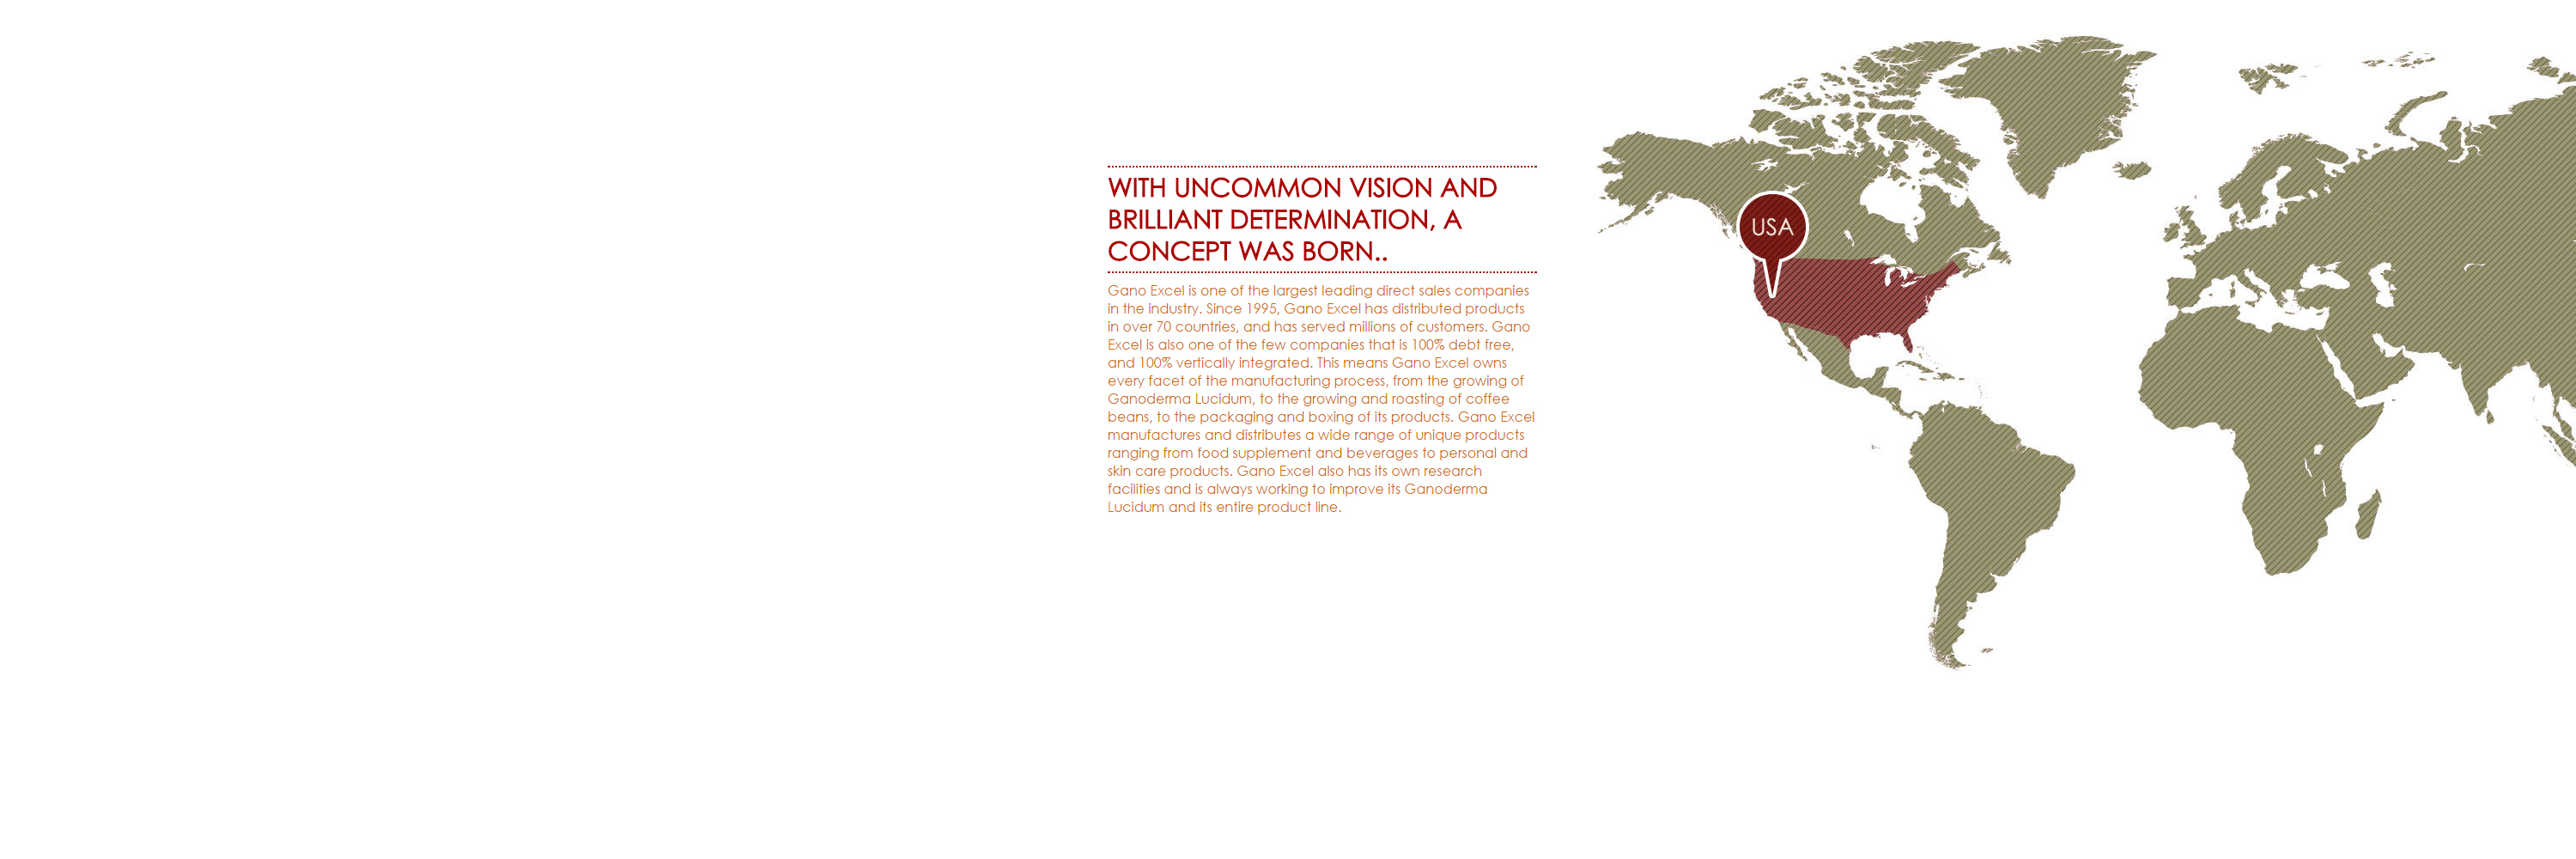 WITH UNCOMMON VISION AND
BRILLIANT DETERMINATION, A
CONCEPT WAS BORN..
Gano Excel is one of the largest leading direct sales companies
in the industry. Since 1995, Gano Excel has distributed products
in over 70 countries, and has served millions of customers. Gano
Excel is also one of the few companies that is 100% debt free,
and 100% vertically integrated. This means Gano Excel owns
every facet of the manufacturing process, from the growing of
Ganoderma Lucidum, to the growing and roasting of coffee
beans, to the packaging and boxing of its products. Gano Excel
manufactures and distributes a wide range of unique products
ranging from food supplement and beverages to personal and
skin care products. Gano Excel also has its own research
facilities and is always working to improve its Ganoderma
Lucidum and its entire product line.
USA